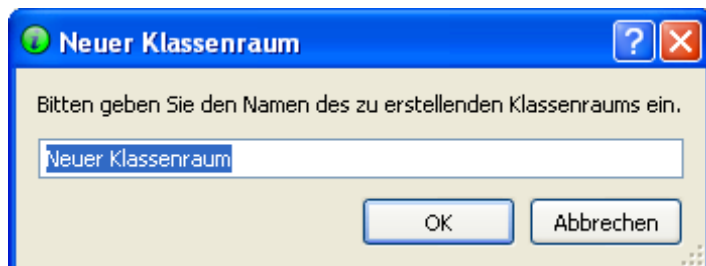 Neuer Klassenraum
Bitten geben Sie den Namen des zu erstellenden Klassenraums ein.
Neuer Klassenraum
OK Abbrechen